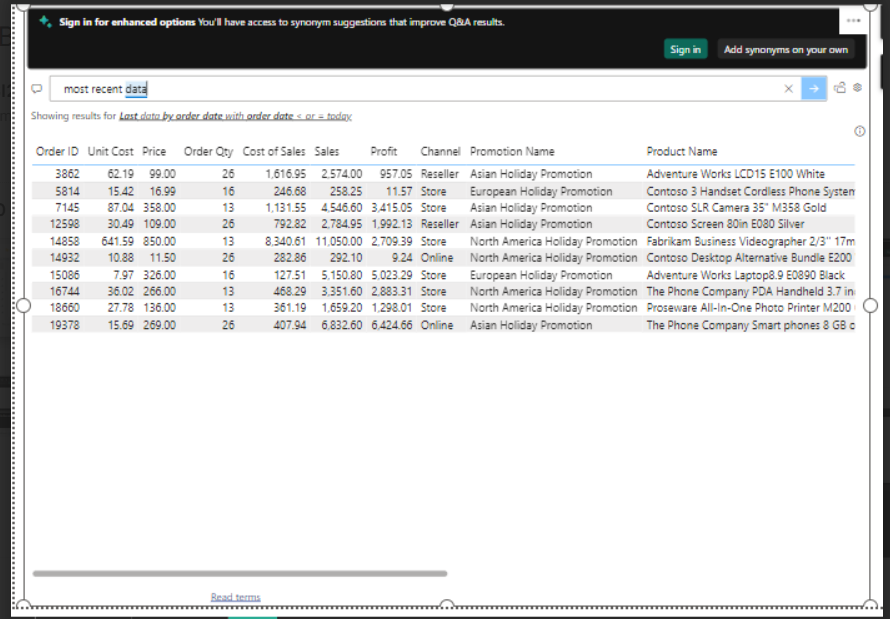 Sign in for enhanced options You'll have access to synonym suggestions that improve Q&A results.
Sign in Add synonyms on your own
most recent data
Showing results for Last data by order date with order date < or = today
Order ID Unit Cost Price Order Qty Cost of Sales Sales Profit Channel Promotion Name Product Name
3862 62.19 99.00 26 1,616.95 2,574.00 957.05 Reseller Asian Holiday Promotion Adventure Works LCD15 E100 White
5814 15.42 16.99 16 246.68 258.25 11.57 Store European Holiday Promotion Contoso 3 Handset Cordless Phone System
7145 87.04 358.00 13 1,131.55 4,546.60 3,415.05 Store Asian Holiday Promotion Contoso SLR Camera 35" M358 Gold
12598 30.49 109.00 26 792.82 2,784.95 1,992.13 Reseller Asian Holiday Promotion Contoso Screen 80in E080 Silver
14858 641.59 850.00 13 8,340.61 11,050.00 2,709.39 Store North America Holiday Promotion Fabrikam Business Videographer 2/3" 17m
14932 10.88 11.50 26 282.86 292.10 9.24 Online North America Holiday Promotion Contoso Desktop Alternative Bundle E200
15086 7.97 326.00 16 127.51 5,150.80 5,023.29 Store European Holiday Promotion Adventure Works Laptop8.9 E0890 Black
16744 36.02 266.00 13 468.29 3,351.60 2,883.31 Store North America Holiday Promotion The Phone Company PDA Handheld 3.7 in
18660 27.78 136.00 13 361.19 1,659.20 1,298.01 Store North America Holiday Promotion Proseware All-In-One Photo Printer M200
19378 15.69 269.00 26 407.94 6,832.60 6,424.66 Online Asian Holiday Promotion The Phone Company Smart phones 8 GB o
Read terms